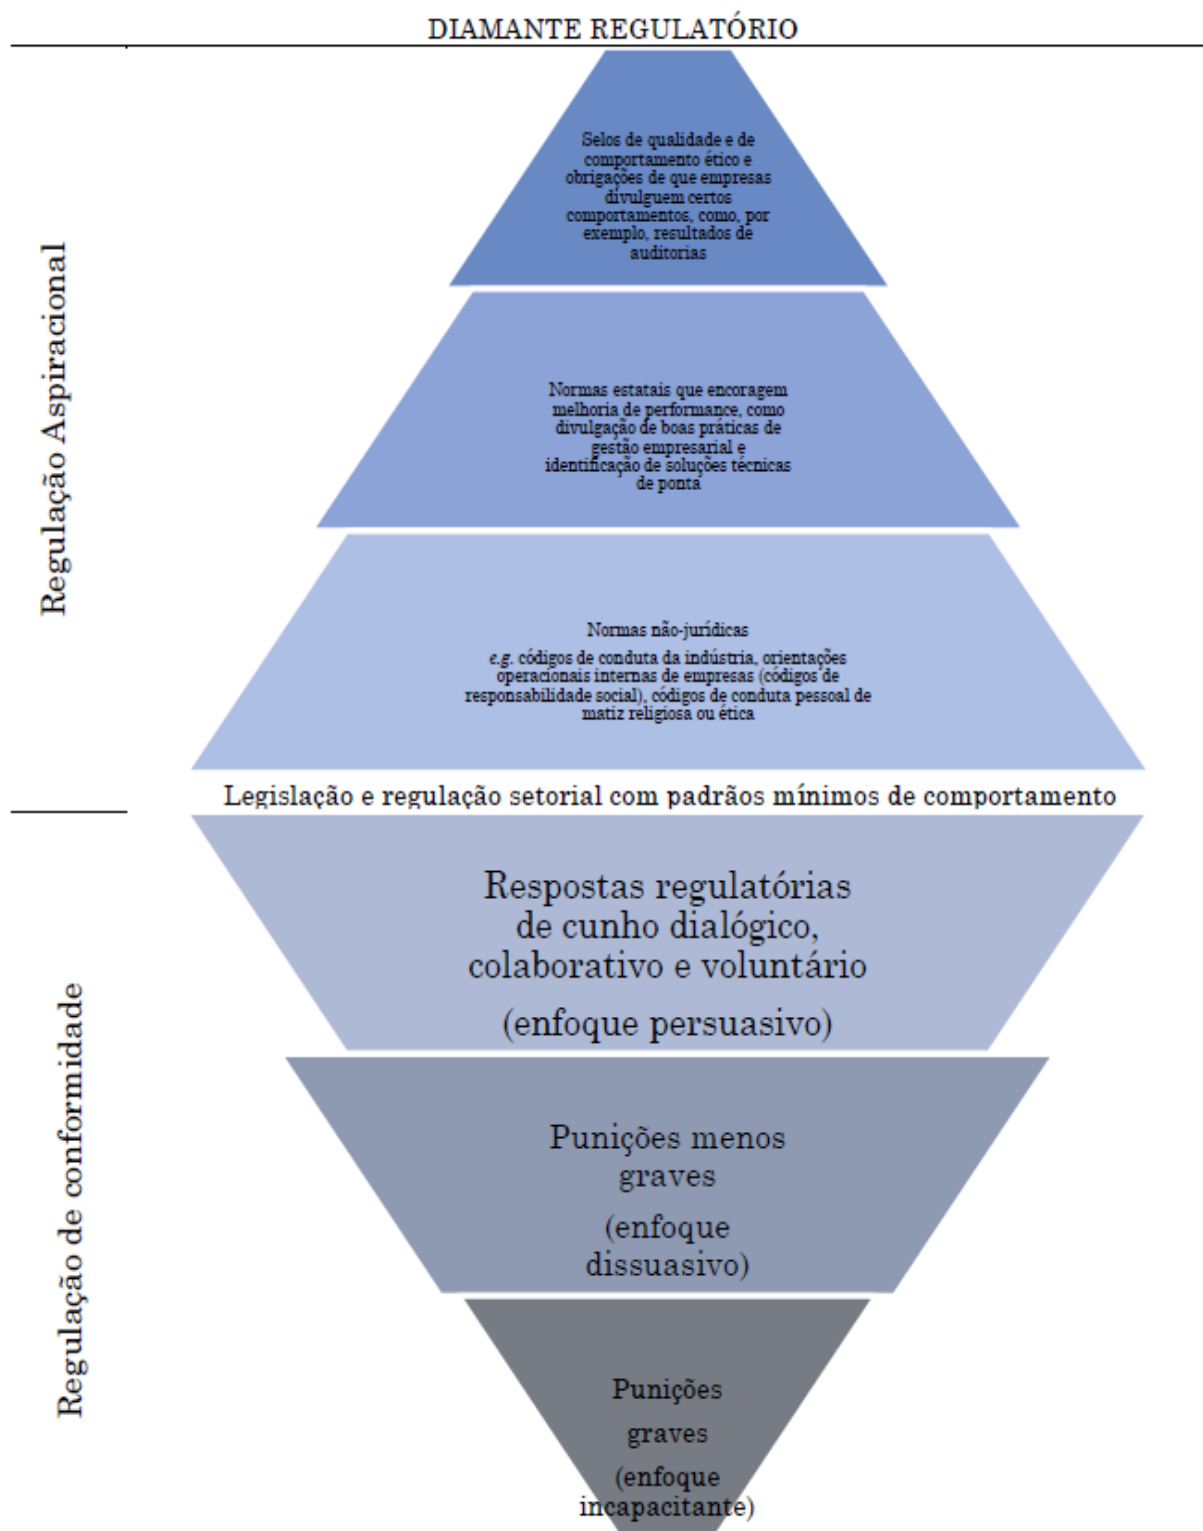 DIAMANTE REGULATÓRIO
Regulação Aspiracional
Selos de qualidade e de
comportamento ético e
obrigações de que empresas
divulguem certos
comportamentos, como, por
exemplo, resultados de
auditorias
Normas estatais que encoragem
melhoria de performance, como
divulgação de boas práticas de
gestão empresarial e
identificação de soluções técnicas
de ponta
Normas não-jurídicas
e.g. códigos de conduta da indústria, orientações
operacionais internas de empresas (códigos de
responsabilidade social), códigos de conduta pessoal de
matiz religiosa ou ética
Legislação e regulação setorial com padrãos mínimos de comportamento
Regulação de conformidade
Respostas regulatórias
de cunho dialógico,
colaborativo e voluntário
(enfoque persuasivo)
Punições menos
graves
(enfoque
dissuasivo)
Punições
graves
(enfoque
incapacitante)